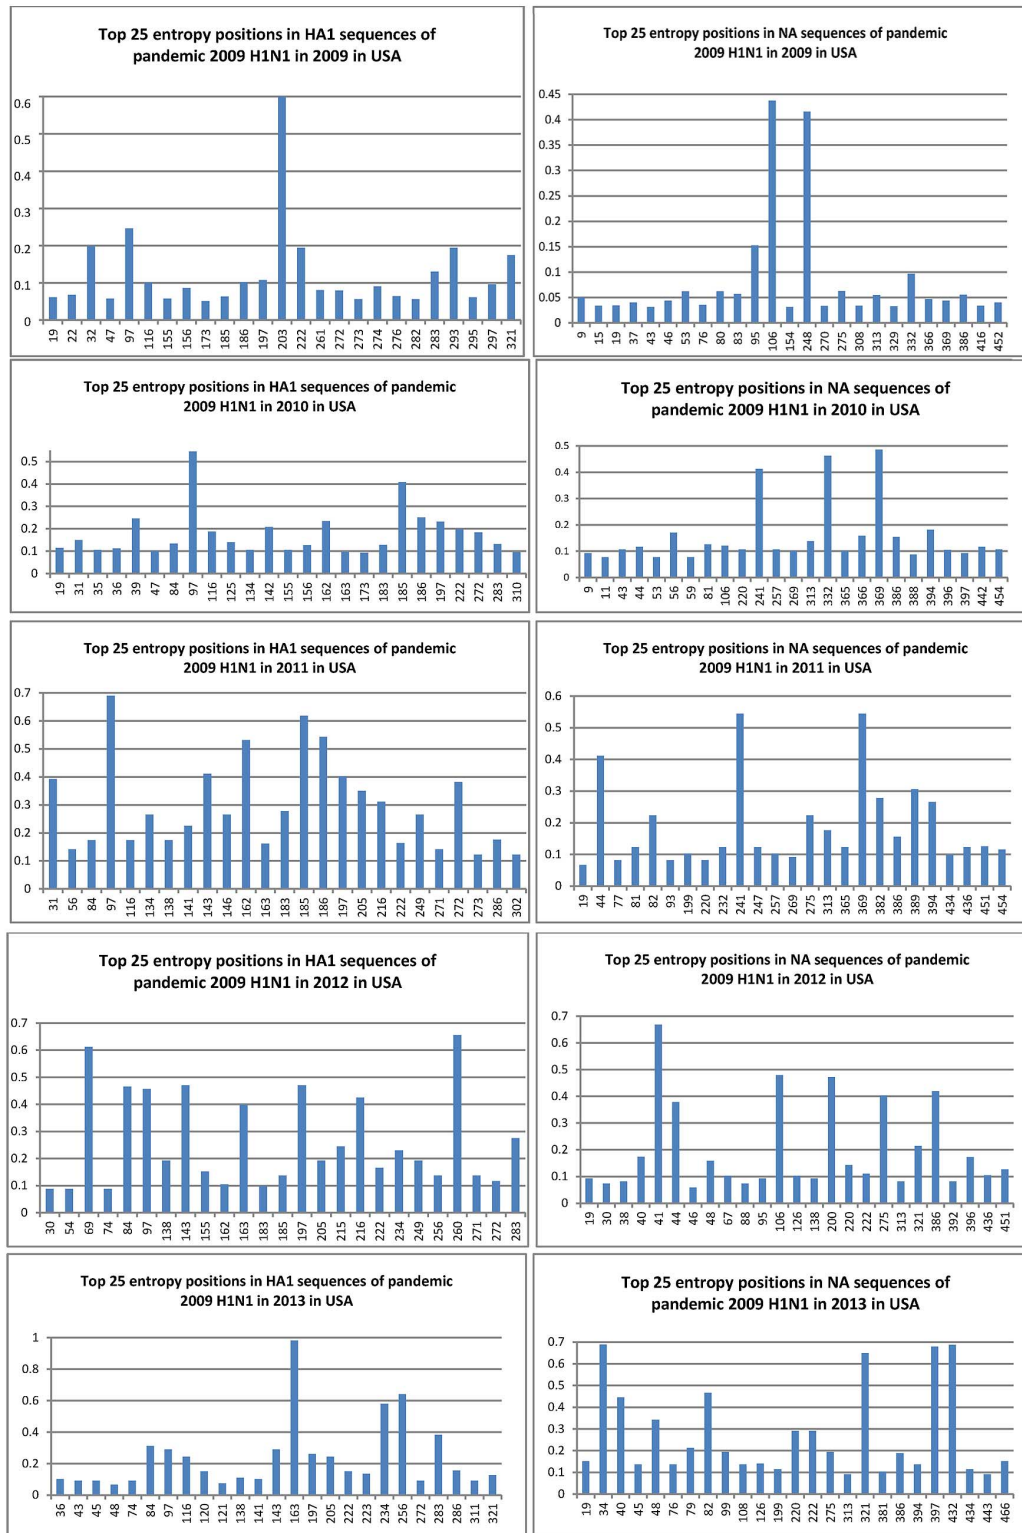 Top 25 entropy positions in HA1 sequences of
pandemic 2009 H1N1 in 2009 in USA
0.6
0.5
0.4
0.3
0.2
0.1
0
19 22 32 47 97 116 155 156 173 185 186 197 203 222 261 272 273 274 276 282 283 293 295 297 321
Top 25 entropy positions in NA sequences of pandemic
2009 H1N1 in 2009 in USA
0.45
0.4
0.35
0.3
0.25
0.2
0.15
0.1
0.05
0
9 15 19 37 43 46 53 76 80 83 95 106 154 248 270 275 308 313 329 332 366 369 386 416 452
Top 25 entropy positions in HA1 sequences of pandemic
2009 H1N1 in 2010 in USA
0.5
0.4
0.3
0.2
0.1
0
19 31 35 36 39 47 84 97 116 125 134 142 155 156 162 163 173 183 185 186 197 222 272 283 310
Top 25 entropy positions in NA sequences of
pandemic 2009 H1N1 in 2010 in USA
0.5
0.4
0.3
0.2
0.1
0
9 11 43 44 53 56 59 81 106 220 241 257 269 313 332 365 366 369 386 388 394 396 397 442 454
Top 25 entropy positions in HA1 sequences of pandemic
2009 H1N1 in 2011 in USA
0.7
0.6
0.5
0.4
0.3
0.2
0.1
0
31 56 84 97 116 134 138 141 143 146 162 163 183 185 186 197 205 216 222 249 271 272 273 286 302
Top 25 entropy positions in NA sequences of pandemic
2009 H1N1 in 2011 in USA
0.6
0.5
0.4
0.3
0.2
0.1
0
19 44 77 81 82 93 199 220 232 241 247 257 269 275 313 365 369 382 386 389 394 434 436 451 454
Top 25 entropy positions in HA1 sequences of
pandemic 2009 H1N1 in 2012 in USA
0.7
0.6
0.5
0.4
0.3
0.2
0.1
0
30 54 69 74 84 97 138 143 155 162 163 183 185 197 205 215 216 222 234 249 256 260 271 272 283
Top 25 entropy positions in NA sequences of pandemic
2009 H1N1 in 2012 in USA
0.7
0.6
0.5
0.4
0.3
0.2
0.1
0
19 30 38 40 41 44 46 48 67 88 95 106 126 138 200 220 222 275 313 321 386 392 396 436 451
Top 25 entropy positions in HA1 sequences of pandemic
2009 H1N1 in 2013 in USA
1
0.8
0.6
0.4
0.2
0
36 43 45 48 74 84 97 116 120 121 138 141 143 163 197 205 222 223 234 256 272 283 286 311 321
Top 25 entropy positions in NA sequences of
pandemic 2009 H1N1 in 2013 in USA
0.7
0.6
0.5
0.4
0.3
0.2
0.1
0
19 34 40 45 48 76 79 82 99 108 126 199 220 222 275 313 321 381 386 394 397 432 434 443 466